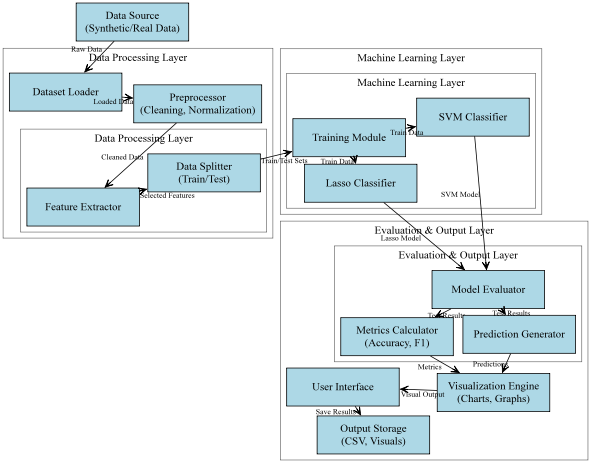 Data Source
(Synthetic/Real Data)
Raw Data
Data Processing Layer
Dataset Loader
Loaded Data
Preprocessor
(Cleaning, Normalization)
Data Processing Layer
Cleaned Data
Data Splitter
(Train/Test)
Selected Features
Feature Extractor
Train/Test Sets
Machine Learning Layer
Machine Learning Layer
SVM Classifier
Training Module
Train Data
Train Data
Lasso Classifier
SVM Model
Lasso Model
Evaluation & Output Layer
Evaluation & Output Layer
Model Evaluator
Test Results
Test Results
Metrics Calculator
(Accuracy, F1)
Prediction Generator
Metrics
Predictions
User Interface
Visual Output
Visualization Engine
(Charts, Graphs)
Save Results
Output Storage
(CSV, Visuals)